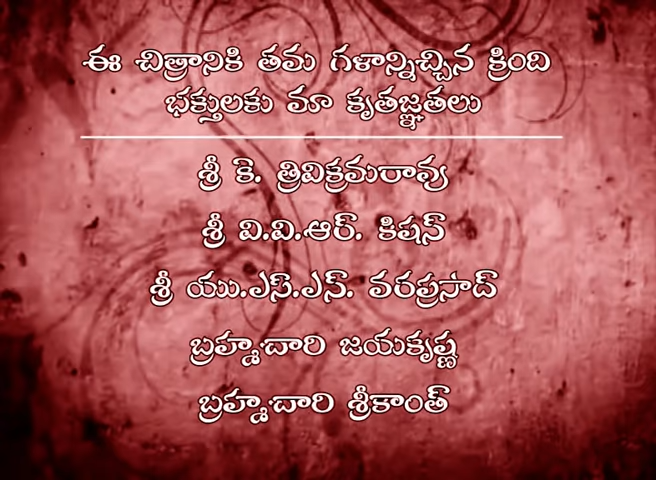 ఈ చిత్రానికి తమ గళాన్నిచ్చిన క్రింది
భక్తులకు మా కృతజ్ఞతలు
శ్రీ కె. త్రివిక్రమరావు
శ్రీ వి.వి.ఆర్. కిషన్
శ్రీ యు.ఎస్.ఎన్. వరప్రసాద్
బ్రహ్మచారి జయకృష్ణ
బ్రహ్మచారి శ్రీకాంత్